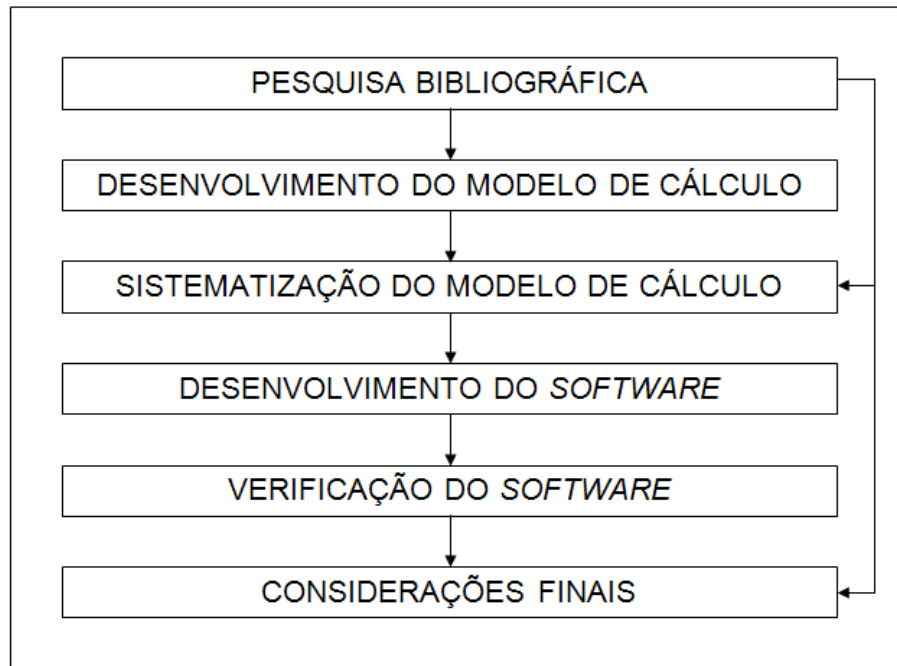 PESQUISA BIBLIOGRÁFICA
DESENVOLVIMENTO DO MODELO DE CÁLCULO
SISTEMATIZAÇÃO DO MODELO DE CÁLCULO
DESENVOLVIMENTO DO SOFTWARE
VERIFICAÇÃO DO SOFTWARE
CONSIDERAÇÕES FINAIS